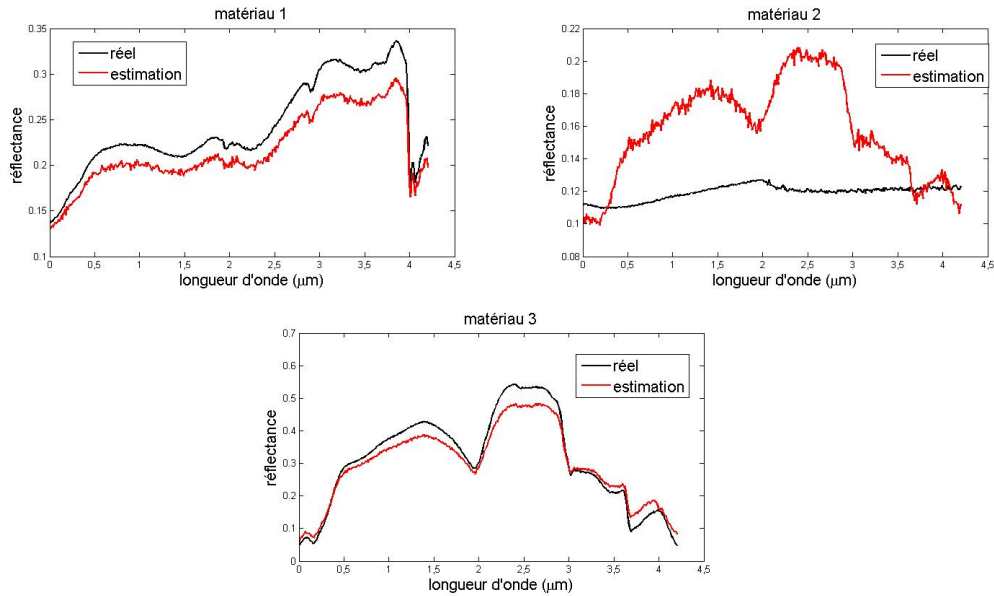 matériau 1
0.35
0.3
0.25
0.2
0.15
0.1
réflectance
réel
estimation
0 0,5 1 1,5 2 2,5 3 3,5 4 4,5
longueur d'onde (μm)
matériau 2
0.22
0.2
0.18
0.16
0.14
0.12
0.1
0.08
réflectance
réel
estimation
0 0,5 1 1,5 2 2,5 3 3,5 4 4,5
longueur d'onde (μm)
matériau 3
0.7
0.6
0.5
0.4
0.3
0.2
0.1
0
réflectance
réel
estimation
0 0,5 1 1,5 2 2,5 3 3,5 4 4,5
longueur d'onde (μm)